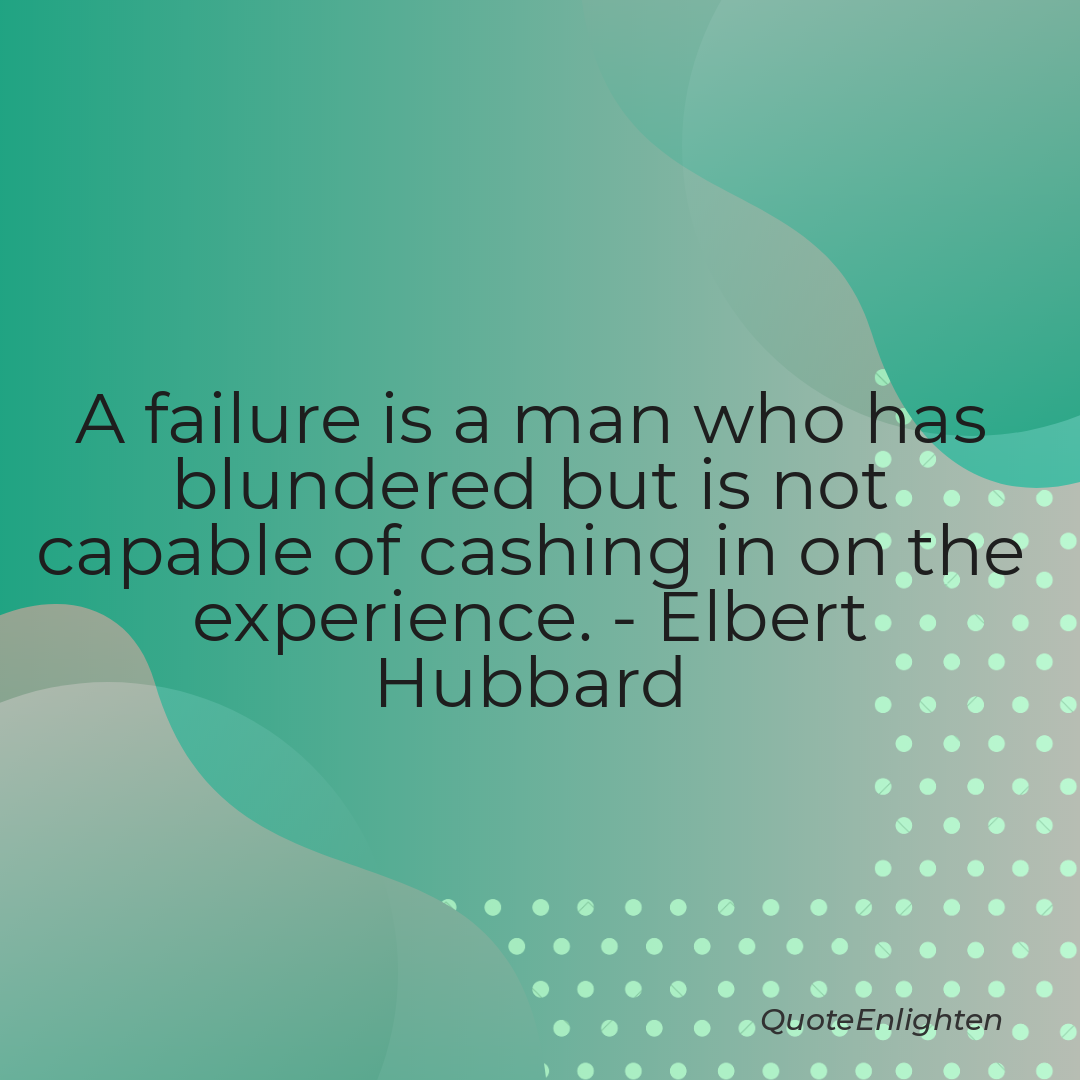 A failure is a man who has
blundered but is not
capable of cashing in on the
experience. - Elbert
Hubbard
QuoteEnlighten